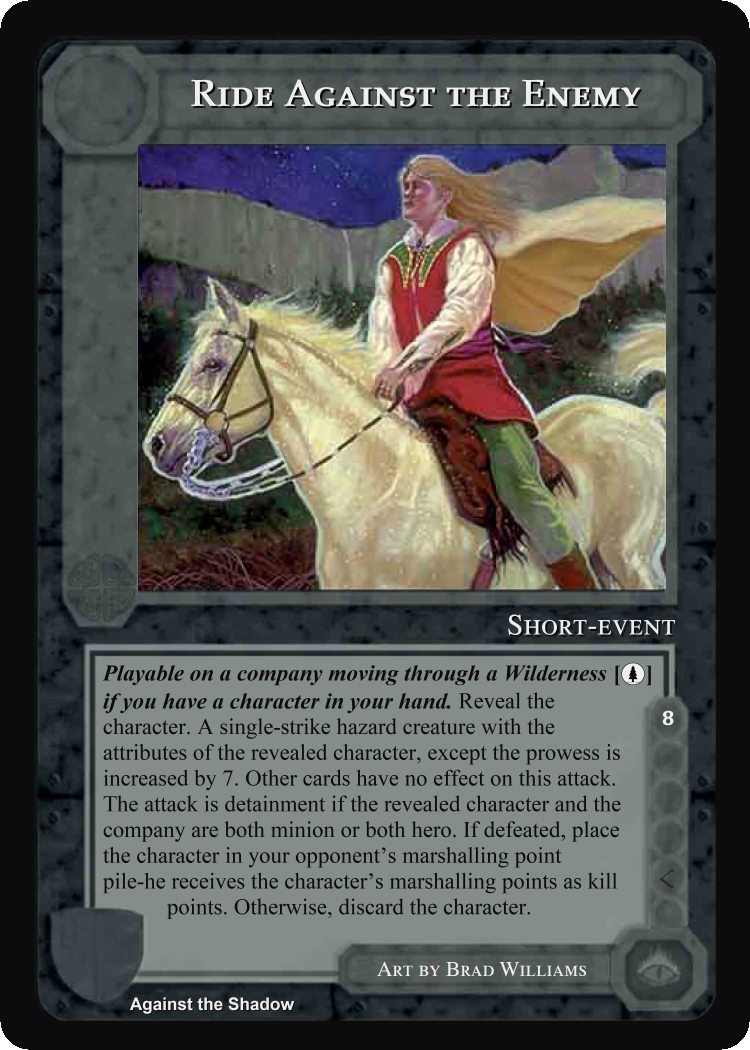 Ride Against the Enemy
Short-event
Playable on a company moving through a Wilderness [ ]
if you have a character in your hand. Reveal the
character. A single-strike hazard creature with the
attributes of the revealed character, except the prowess is
increased by 7. Other cards have no effect on this attack.
The attack is detainment if the revealed character and the
company are both minion or both hero. If defeated, place
the character in your opponent's marshalling point
pile-he receives the character's marshalling points as kill
points. Otherwise, discard the character.
8
Art by Brad Williams
Against the Shadow